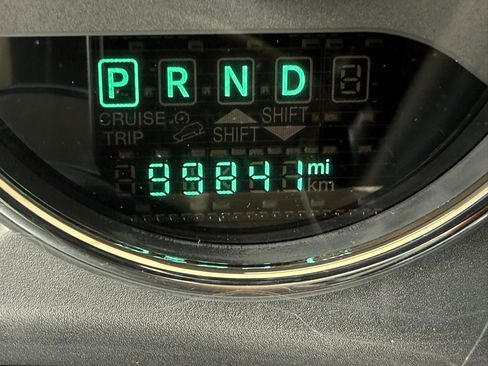 P R N D
CRUISE SHIFT
TRIP SHIFT
99841 mi
km